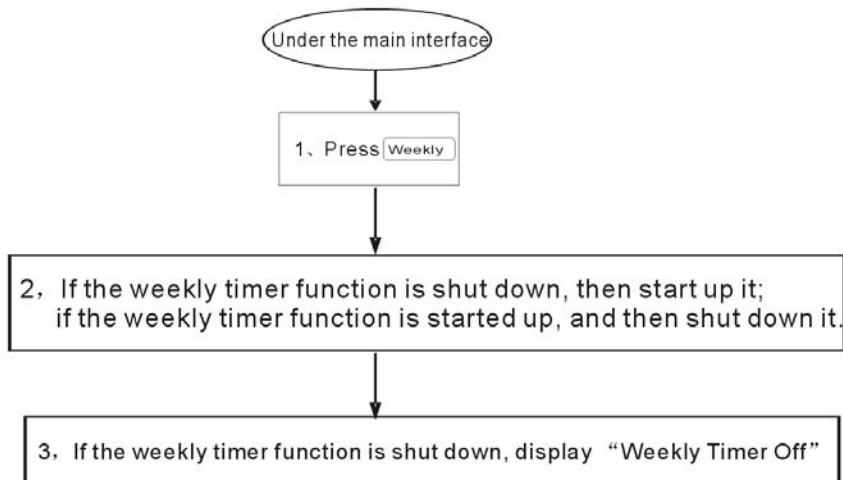 Under the main interface
1、Press Weekly
2，If the weekly timer function is shut down, then start up it;
if the weekly timer function is started up, and then shut down it.
3，If the weekly timer function is shut down, display “Weekly Timer Off”